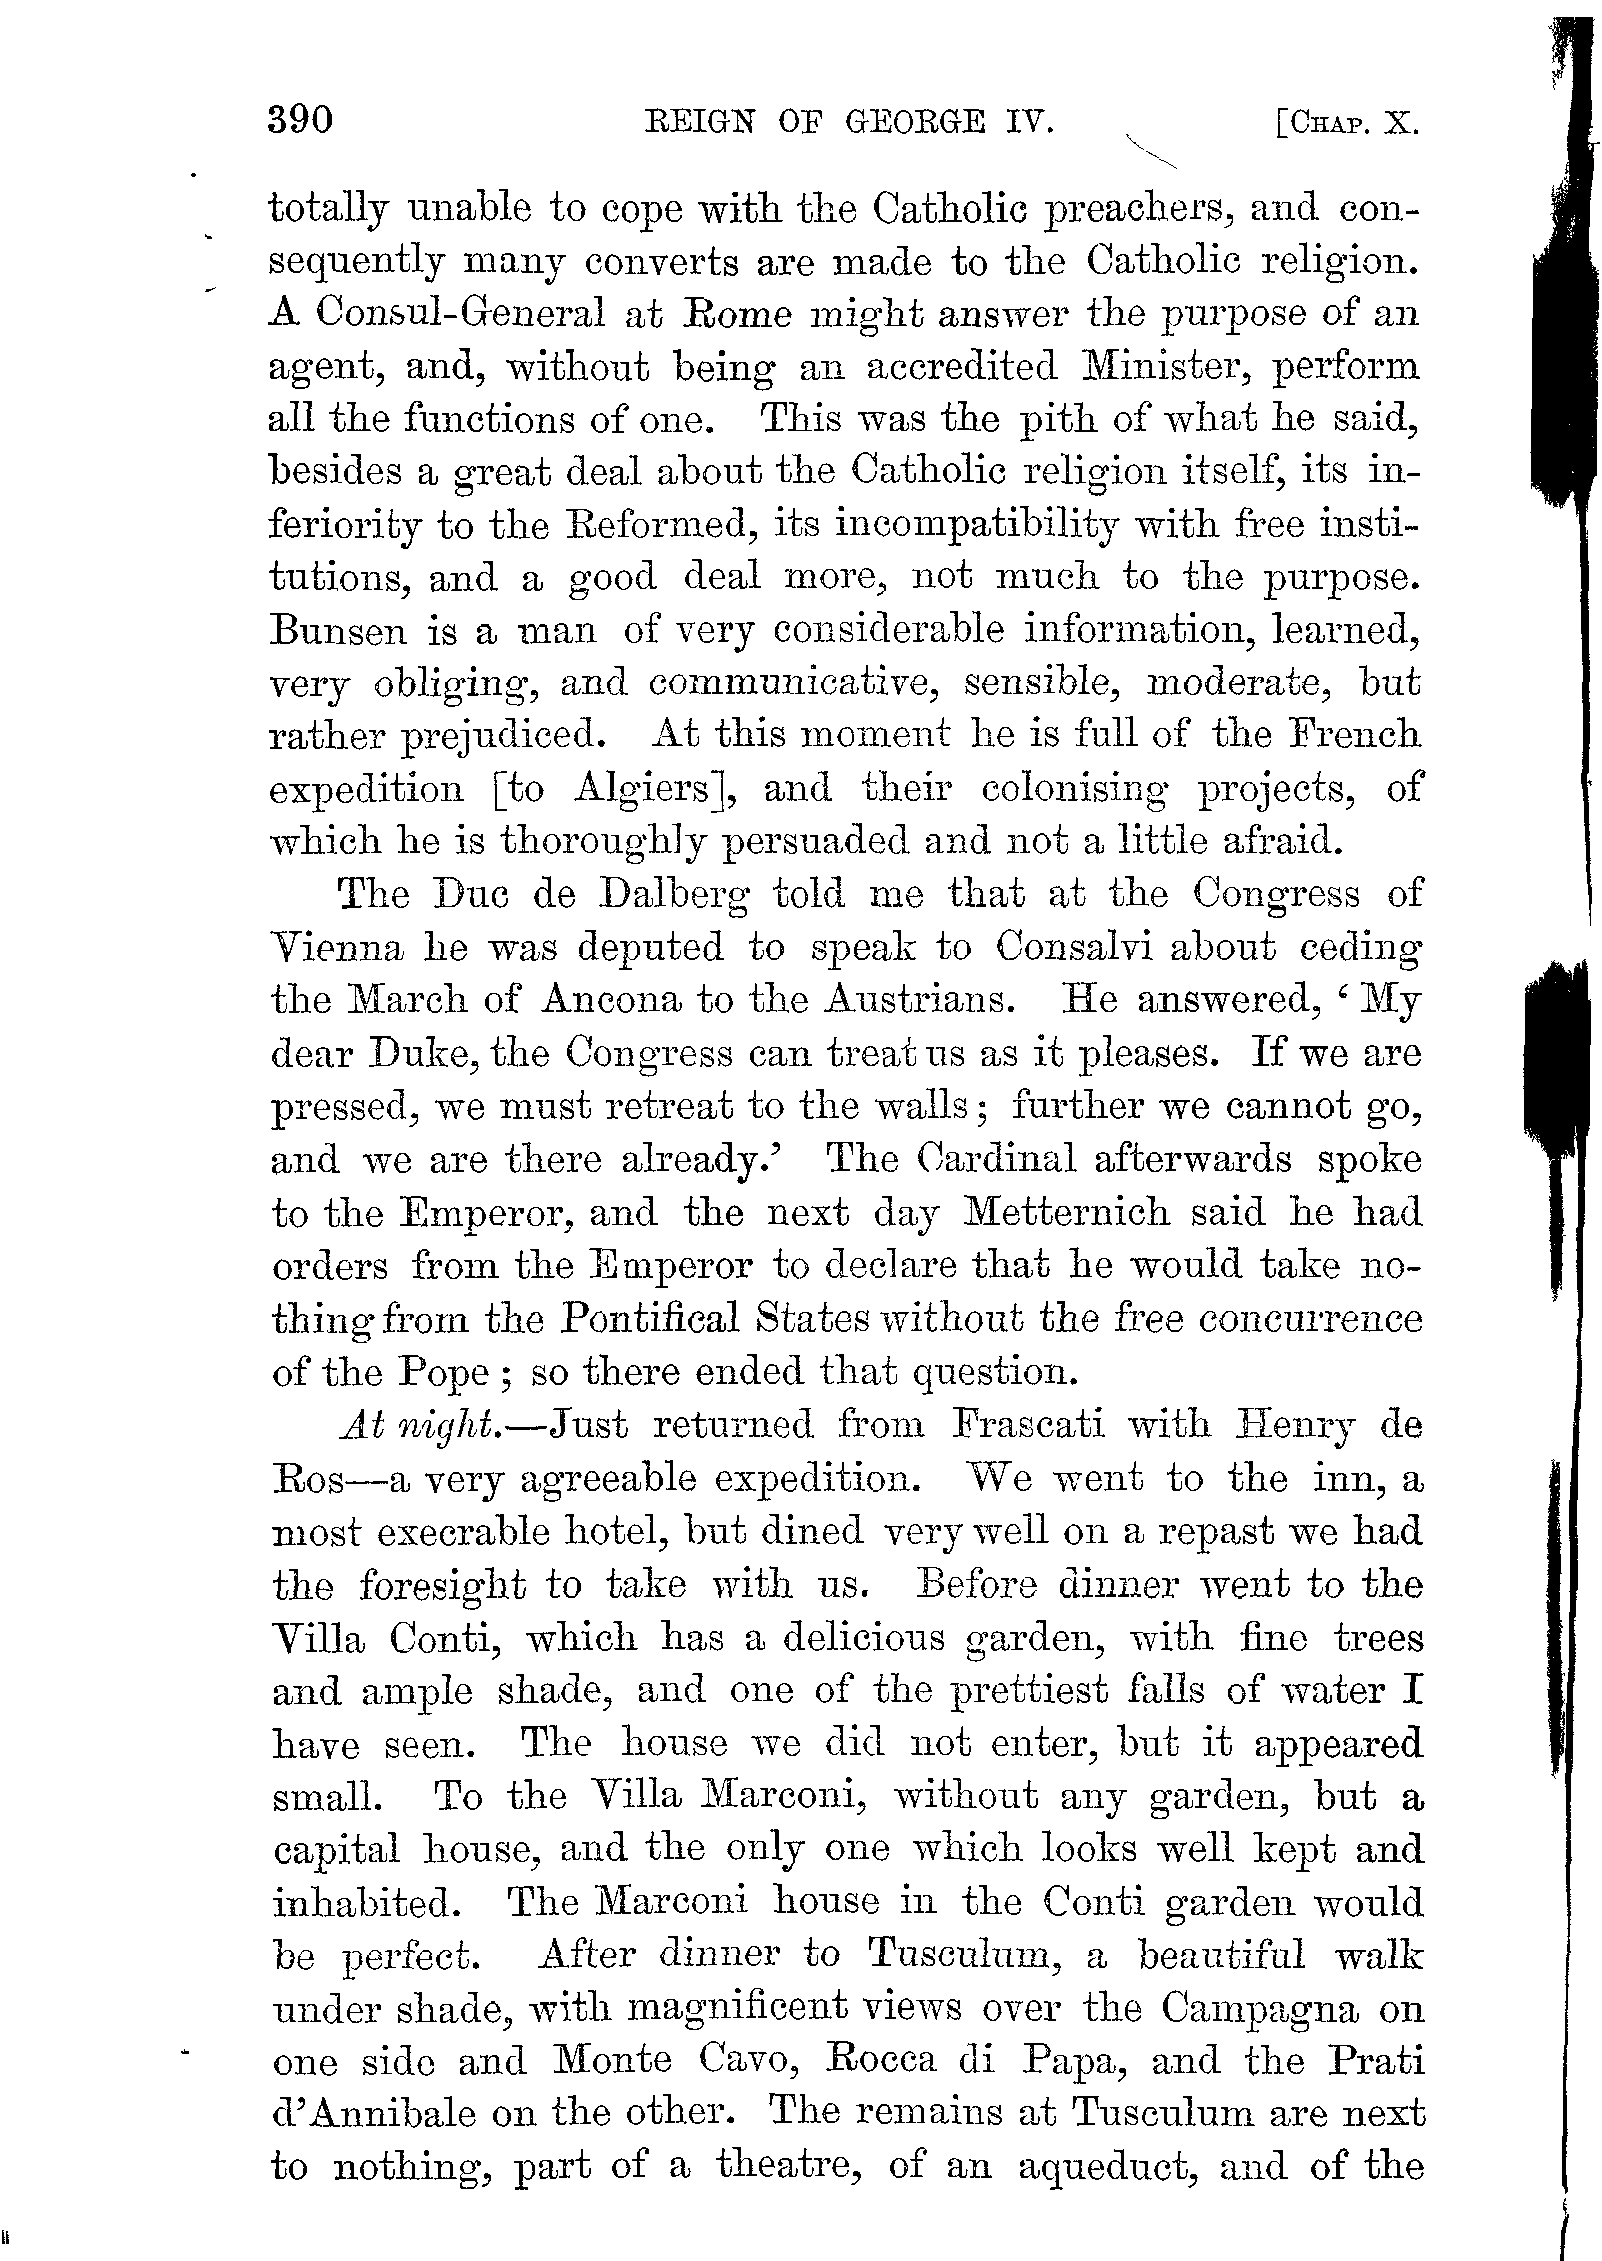 390 REIGN OF GEORGE IV. [CHAP. X.
totally unable to cope with the Catholic preachers, and con-
sequently many converts are made to the Catholic religion.
A Consul-General at Rome might answer the purpose of an
agent, and, without being an accredited Minister, perform
all the functions of one. This was the pith of what he said,
besides a great deal about the Catholic religion itself, its in-
feriority to the Reformed, its incompatibility with free insti-
tutions, and a good deal more, not much to the purpose.
Bunsen is a man of very considerable information, learned,
very obliging, and communicative, sensible, moderate, but
rather prejudiced. At this moment he is full of the French
expedition [to Algiers], and their colonising projects, of
which he is thoroughly persuaded and not a little afraid.
The Duc de Dalberg told me that at the Congress of
Vienna he was deputed to speak to Consalvi about ceding
the March of Ancona to the Austrians. He answered, ‘My
dear Duke, the Congress can treat us as it pleases. If we are
pressed, we must retreat to the walls; further we cannot go,
and we are there already.’ The Cardinal afterwards spoke
to the Emperor, and the next day Metternich said he had
orders from the Emperor to declare that he would take no-
thing from the Pontifical States without the free concurrence
of the Pope; so there ended that question.
At night.—Just returned from Frascati with Henry de
Ros—a very agreeable expedition. We went to the inn, a
most execrable hotel, but dined very well on a repast we had
the foresight to take with us. Before dinner went to the
Villa Conti, which has a delicious garden, with fine trees
and ample shade, and one of the prettiest falls of water I
have seen. The house we did not enter, but it appeared
small. To the Villa Marconi, without any garden, but a
capital house, and the only one which looks well kept and
inhabited. The Marconi house in the Conti garden would
be perfect. After dinner to Tusculum, a beautiful walk
under shade, with magnificent views over the Campagna on
one side and Monte Cavo, Rocca di Papa, and the Prati
d’Annibale on the other. The remains at Tusculum are next
to nothing, part of a theatre, of an aqueduct, and of the